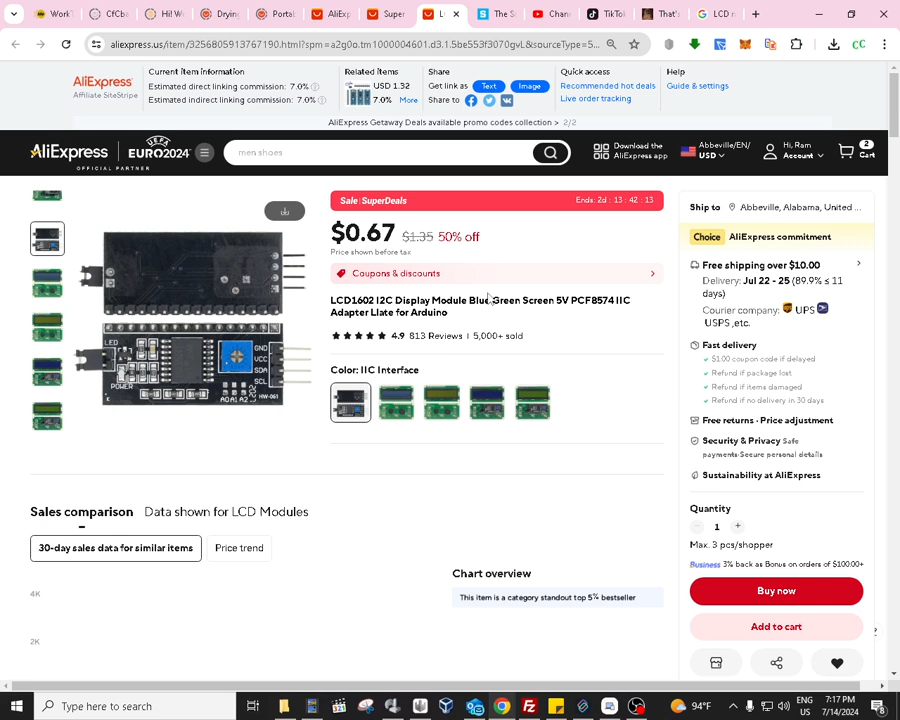 Work
CfCba
Hi! W
Drying
Portal
AliExp
Super
L
The S
Chan
TikTo
That's
LCD n
aliexpress.us/item/3256805913767190.html?spm=a2g0o.tm1000004601.d3.1.5be553f3070gvL&sourceType=5...
AliExpress
Affiliate SiteStripe
Current item information
Estimated direct linking commission: 7.0%
Estimated indirect linking commission: 7.0%
Related items
USD 1.32
7.0% More
Share
Get link as Text Image
Share to
Quick access
Recommended hot deals
Live order tracking
Help
Guide & settings
AliExpress Getaway Deals available promo codes collection > 2/2
AliExpress
UEFA
EURO2024
OFFICIAL PARTNER
men shoes
Download the
AliExpress app
Abbeville/EN/
USD
Hi, Ram
Account
2
Cart
Sale | SuperDeals
Ends: 2d : 13 : 42 : 13
$0.67 $1.35 50% off
Price shown before tax
Coupons & discounts
LCD1602 I2C Display Module Blue Green Screen 5V PCF8574 IIC
Adapter Llate for Arduino
4.9 813 Reviews | 5,000+ sold
Color: IIC Interface
LED
POWER
GND
VCC
SDA
SCL
A0 A1 A2
HW-061
Sales comparison Data shown for LCD Modules
30-day sales data for similar items
Price trend
Chart overview
This item is a category standout top 5% bestseller
4K
2K
Ship to Abbeville, Alabama, United ...
Choice AliExpress commitment
Free shipping over $10.00
Delivery: Jul 22 - 25 (89.9% ≤ 11
days)
Courier company: UPS
USPS ,etc.
Fast delivery
$1.00 coupon code if delayed
Refund if package lost
Refund if items damaged
Refund if no delivery in 30 days
Free returns · Price adjustment
Security & Privacy Safe
payments·Secure personal details
Sustainability at AliExpress
Quantity
− 1 +
Max. 3 pcs/shopper
Business 3% back as Bonus on orders of $100.00+
Buy now
Add to cart
Type here to search
94°F
ENG
US
7:17 PM
7/14/2024
8